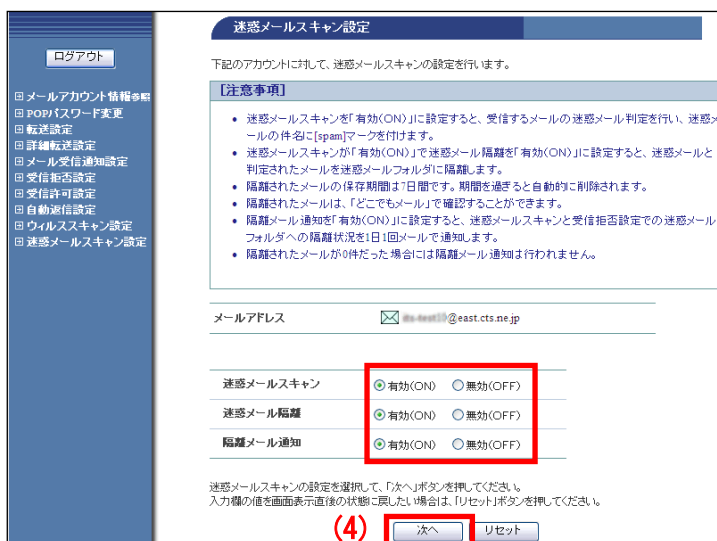 迷惑メールスキャン設定
ログアウト
下記のアカウントに対して、迷惑メールスキャンの設定を行います。
メールアカウント情報参照
POPパスワード変更
転送設定
詳細転送設定
メール受信通知設定
受信拒否設定
受信許可設定
自動返信設定
ウィルススキャン設定
迷惑メールスキャン設定
[注意事項]
迷惑メールスキャンを「有効(ON)」に設定すると、受信するメールの迷惑メール判定を行い、迷惑メ
ールの件名に[spam]マークを付けます。
迷惑メールスキャンが「有効(ON)」で迷惑メール隔離を「有効(ON)」に設定すると、迷惑メールと
判定されたメールを迷惑メールフォルダに隔離します。
隔離されたメールの保存期間は7日間です。期間を過ぎると自動的に削除されます。
隔離されたメールは、「どこでもメール」で確認することができます。
隔離メール通知を「有効(ON)」に設定すると、迷惑メールスキャンと受信拒否設定での迷惑メール
フォルダへの隔離状況を1日1回メールで通知します。
隔離されたメールが0件だった場合には隔離メール通知は行われません。
メールアドレス @east.cts.ne.jp
迷惑メールスキャン 有効(ON) 無効(OFF)
迷惑メール隔離 有効(ON) 無効(OFF)
隔離メール通知 有効(ON) 無効(OFF)
迷惑メールスキャンの設定を選択して、「次へ」ボタンを押してください。
入力欄の値を画面表示直後の状態に戻したい場合は、「リセット」ボタンを押してください。
(4) 次へ リセット